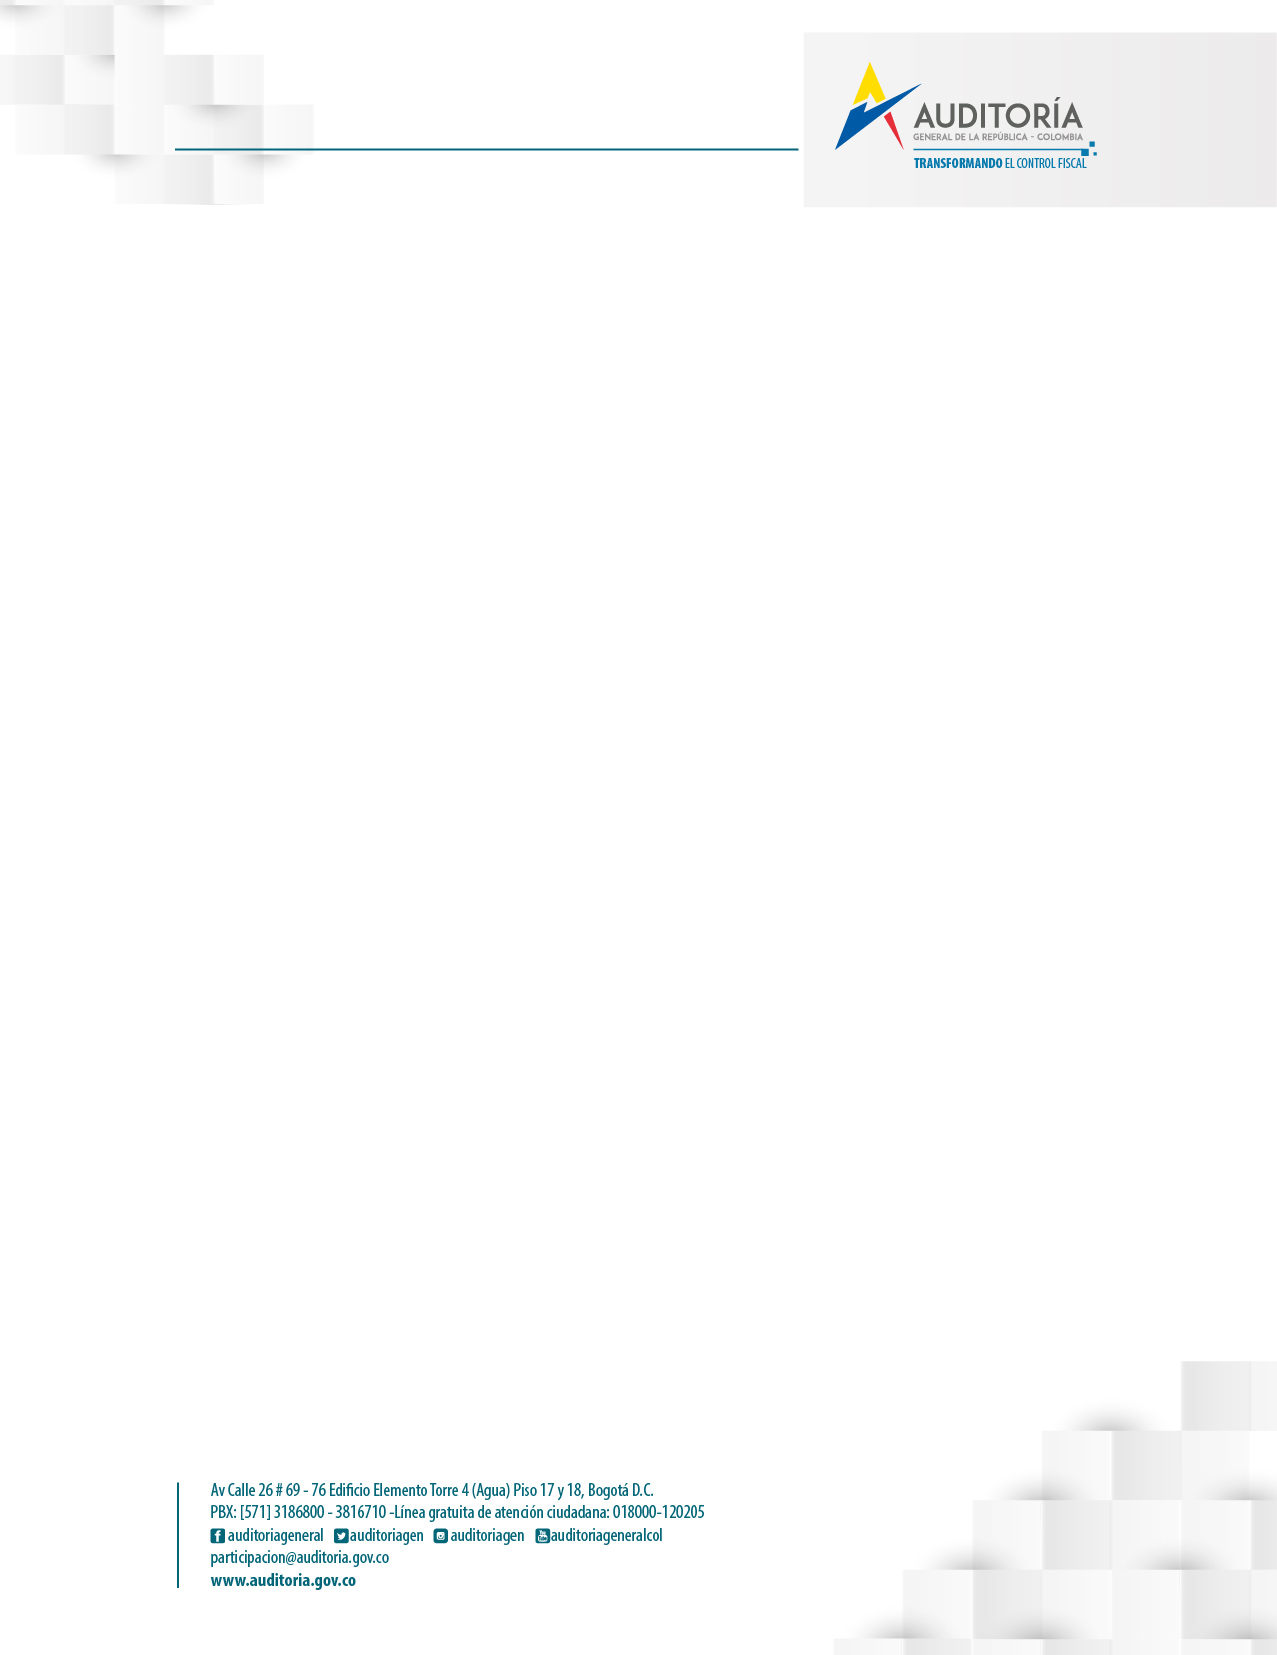 AUDITORÍA
GENERAL DE LA REPÚBLICA - COLOMBIA
TRANSFORMANDO EL CONTROL FISCAL
Av Calle 26 # 69 - 76 Edificio Elemento Torre 4 (Agua) Piso 17 y 18, Bogotá D.C.
PBX: [571] 3186800 - 3816710 -Línea gratuita de atención ciudadana: 018000-120205
auditoriageneral auditoriagen auditoriagen auditoriageneralcol
participacion@auditoria.gov.co
www.auditoria.gov.co